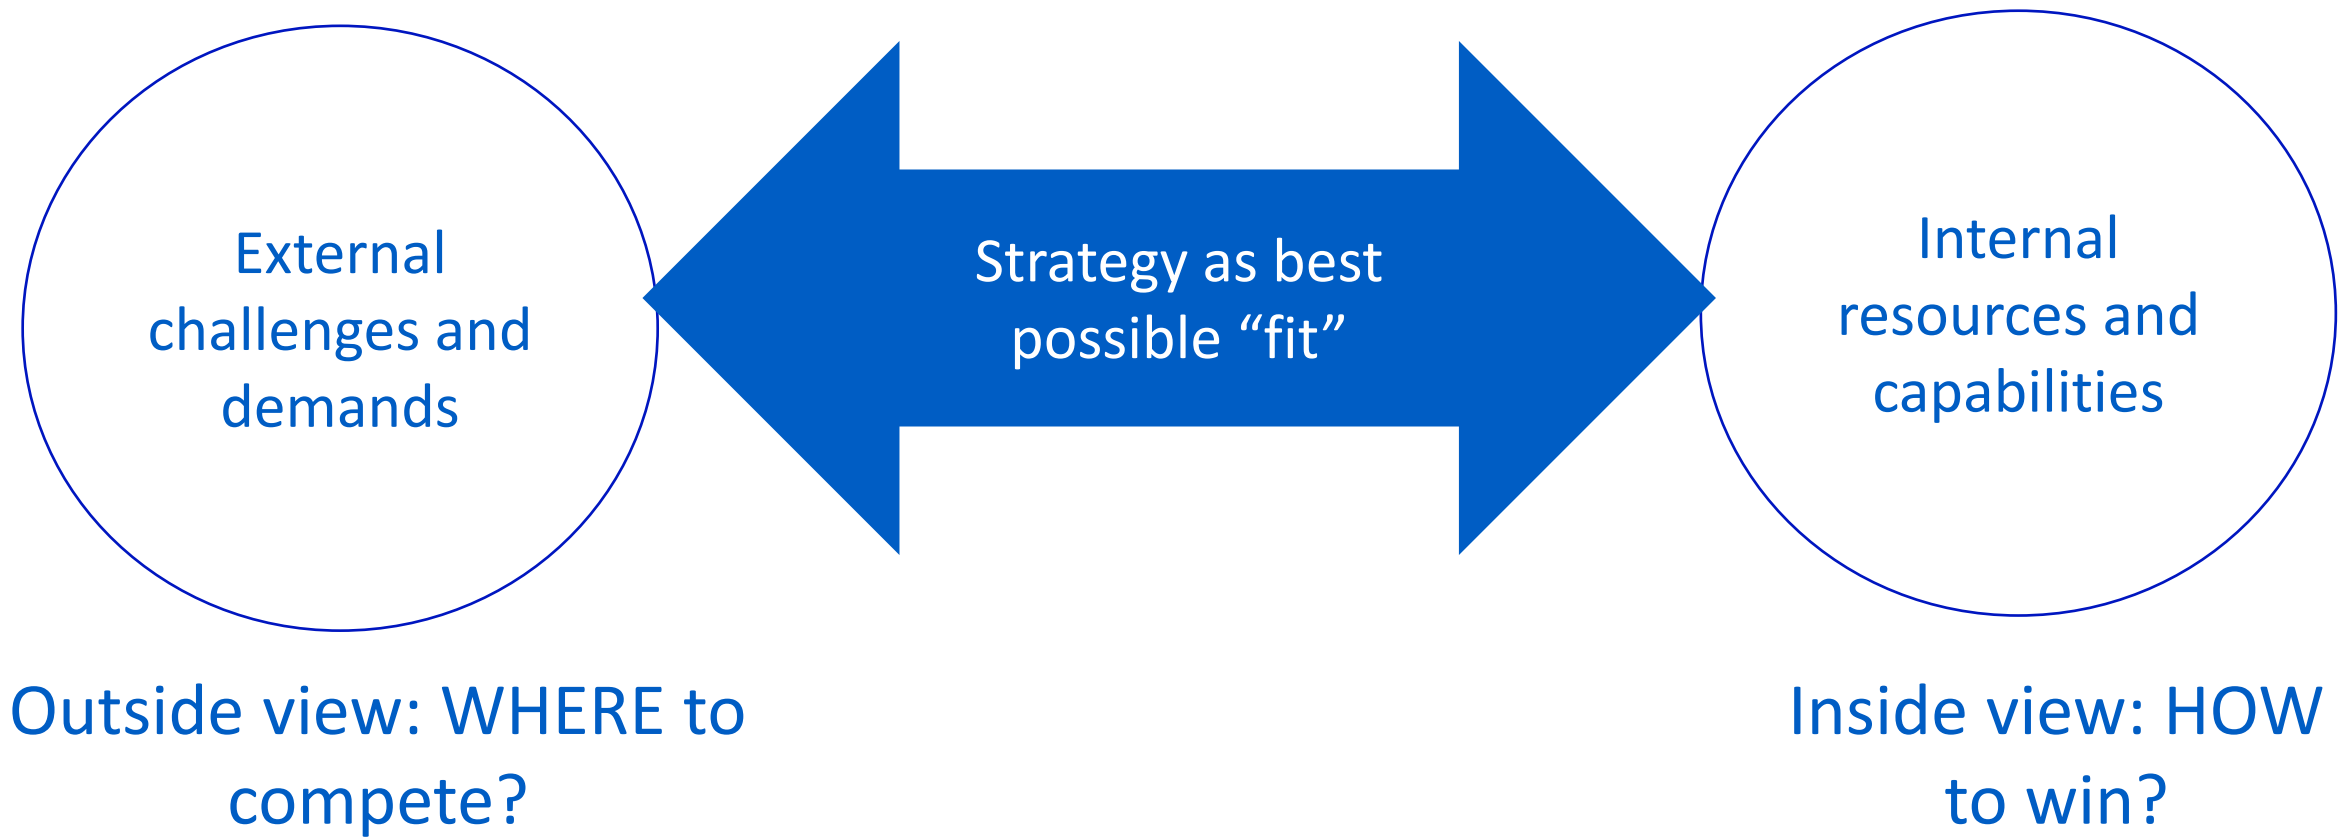 External
challenges and
demands
Strategy as best
possible “fit”
Internal
resources and
capabilities
Outside view: WHERE to
compete?
Inside view: HOW
to win?